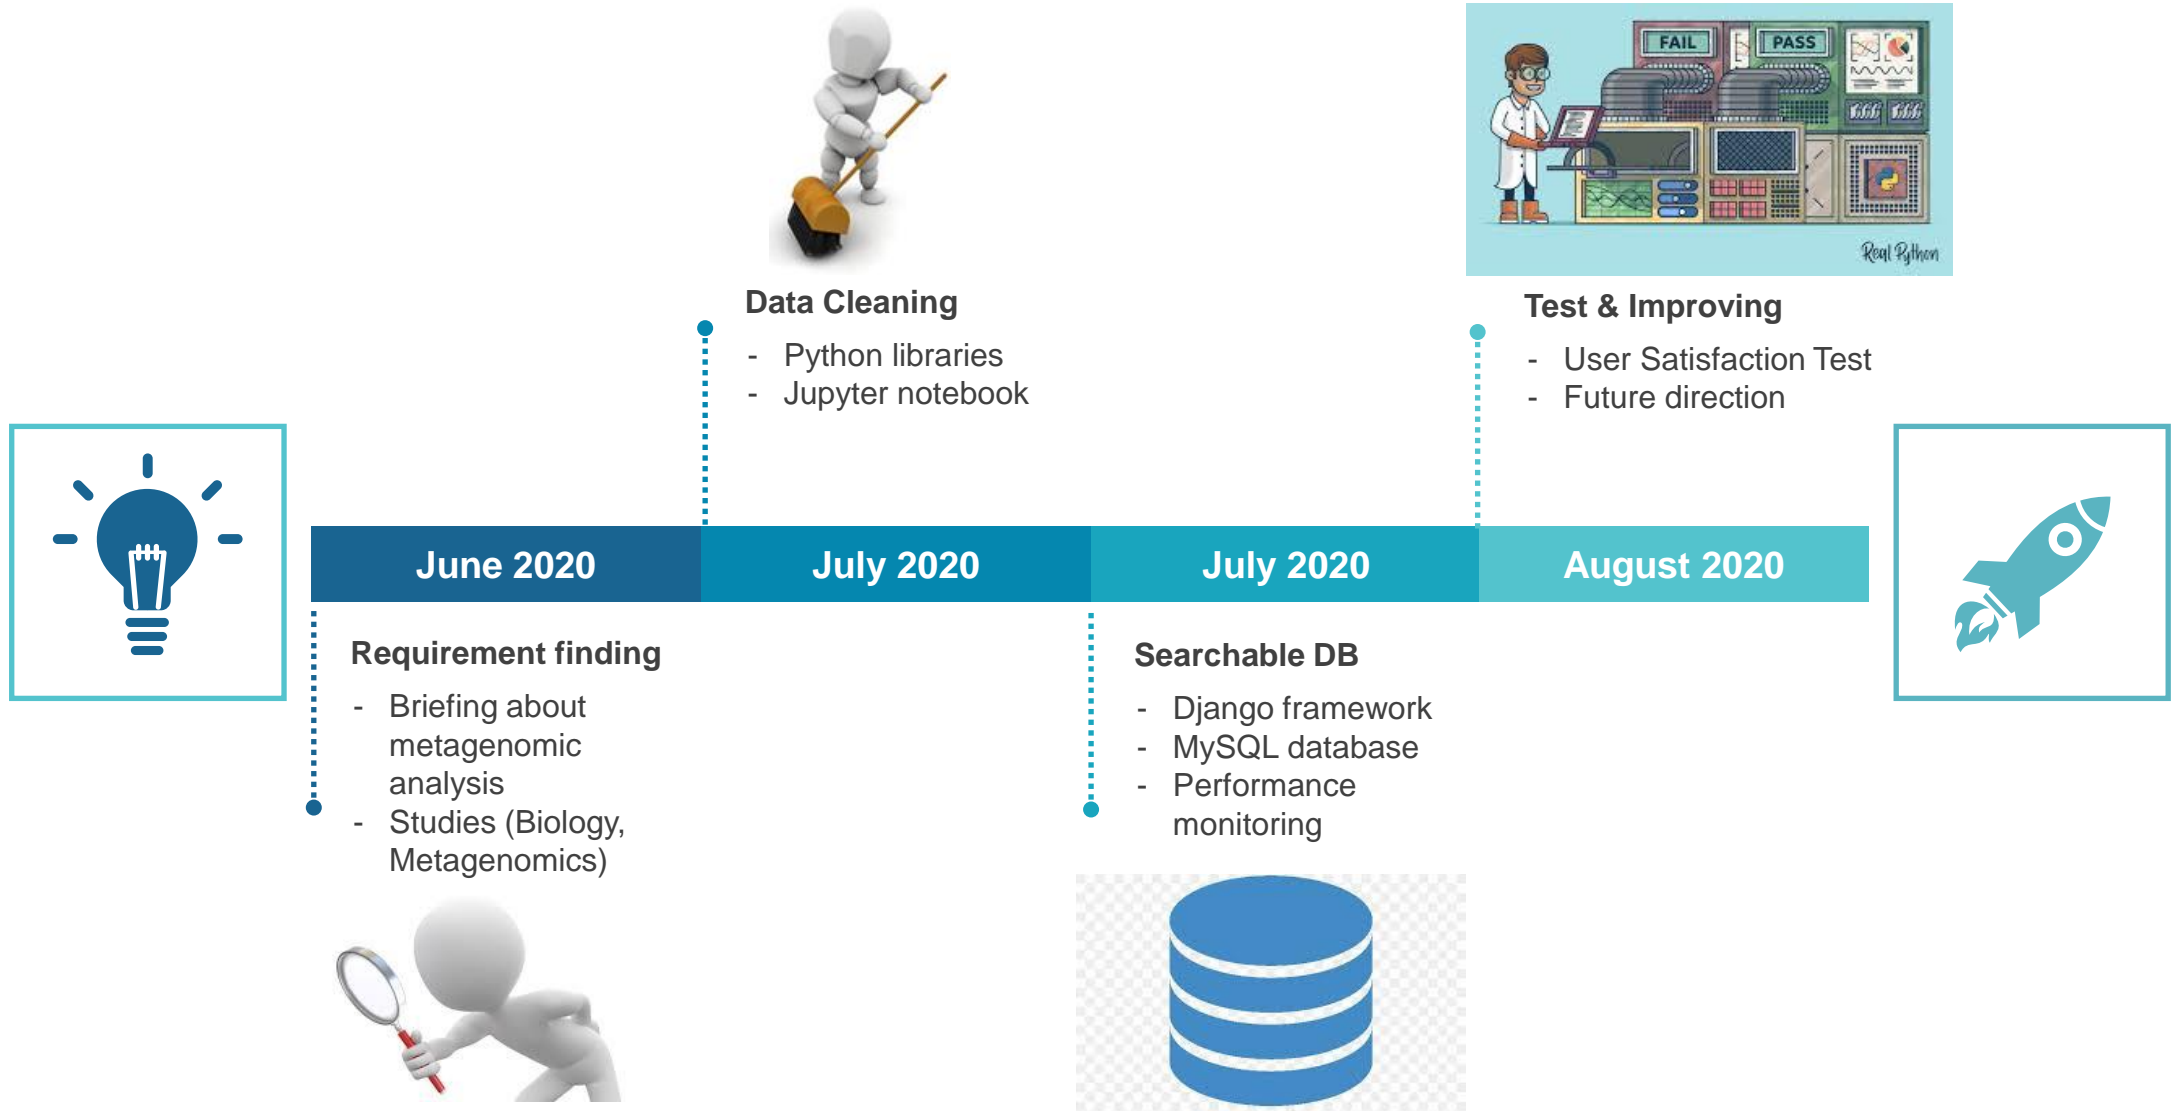 FAIL
PASS
Real Python
Data Cleaning
- Python libraries
- Jupyter notebook
Test & Improving
- User Satisfaction Test
- Future direction
June 2020
July 2020
July 2020
August 2020
Requirement finding
- Briefing about
metagenomic
analysis
- Studies (Biology,
Metagenomics)
Searchable DB
- Django framework
- MySQL database
- Performance
monitoring